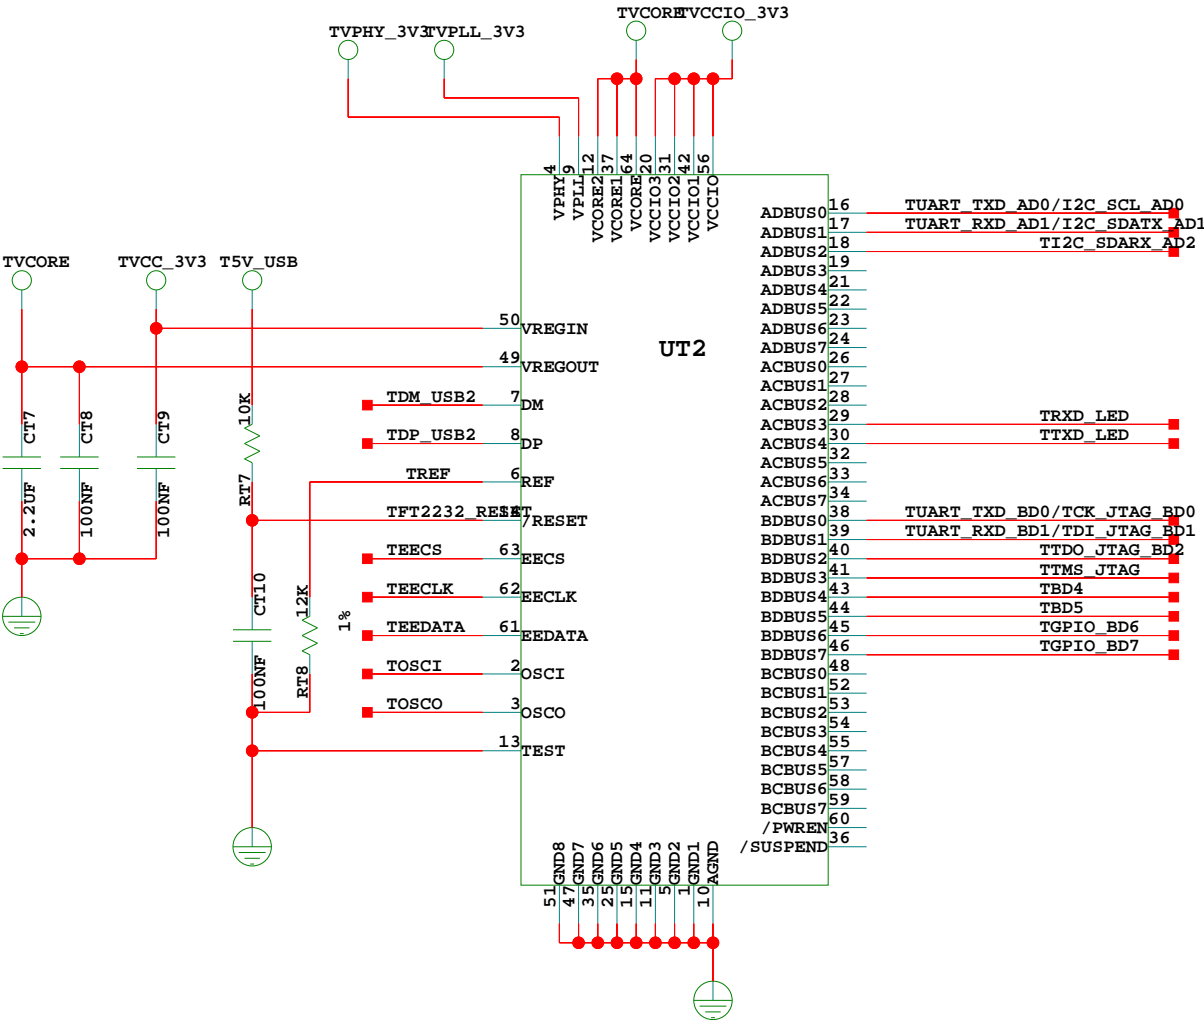 TVCORE TVCCIO_3V3
TVPHY_3V3 TVPLL_3V3
4 9 12 37 64 20 31 42 56
VPHY VPLL VCORE2 VCORE1 VCORE VCCIO3 VCCIO2 VCCIO1 VCCIO
TVCORE TVCC_3V3 T5V_USB
UT2
50 VREGIN
49 VREGOUT
TDM_USB2 7 DM
TDP_USB2 8 DP
TREF 6 REF
TFT2232_RESET 14 /RESET
TEECS 63 EECS
TEECLK 62 EECLK
TEEDATA 61 EEDATA
TOSCI 2 OSCI
TOSCO 3 OSCO
13 TEST
CT7 2.2UF
CT8 100NF
CT9 100NF
10K RT7
CT10 100NF
12K RT8
1%
ADBUS0 16 TUART_TXD_AD0/I2C_SCL_AD0
ADBUS1 17 TUART_RXD_AD1/I2C_SDATX_AD1
ADBUS2 18 TI2C_SDARX_AD2
ADBUS3 19
ADBUS4 21
ADBUS5 22
ADBUS6 23
ADBUS7 24
ACBUS0 26
ACBUS1 27
ACBUS2 28
ACBUS3 29 TRXD_LED
ACBUS4 30 TTXD_LED
ACBUS5 32
ACBUS6 33
ACBUS7 34
BDBUS0 38 TUART_TXD_BD0/TCK_JTAG_BD0
BDBUS1 39 TUART_RXD_BD1/TDI_JTAG_BD1
BDBUS2 40 TTDO_JTAG_BD2
BDBUS3 41 TTMS_JTAG
BDBUS4 43 TBD4
BDBUS5 44 TBD5
BDBUS6 45 TGPIO_BD6
BDBUS7 46 TGPIO_BD7
BCBUS0 48
BCBUS1 52
BCBUS2 53
BCBUS3 54
BCBUS4 55
BCBUS5 57
BCBUS6 58
BCBUS7 59
/PWREN 60
/SUSPEND 36
GND8 GND7 GND6 GND5 GND4 GND3 GND2 GND1 AGND
51 47 35 25 15 11 5 1 10